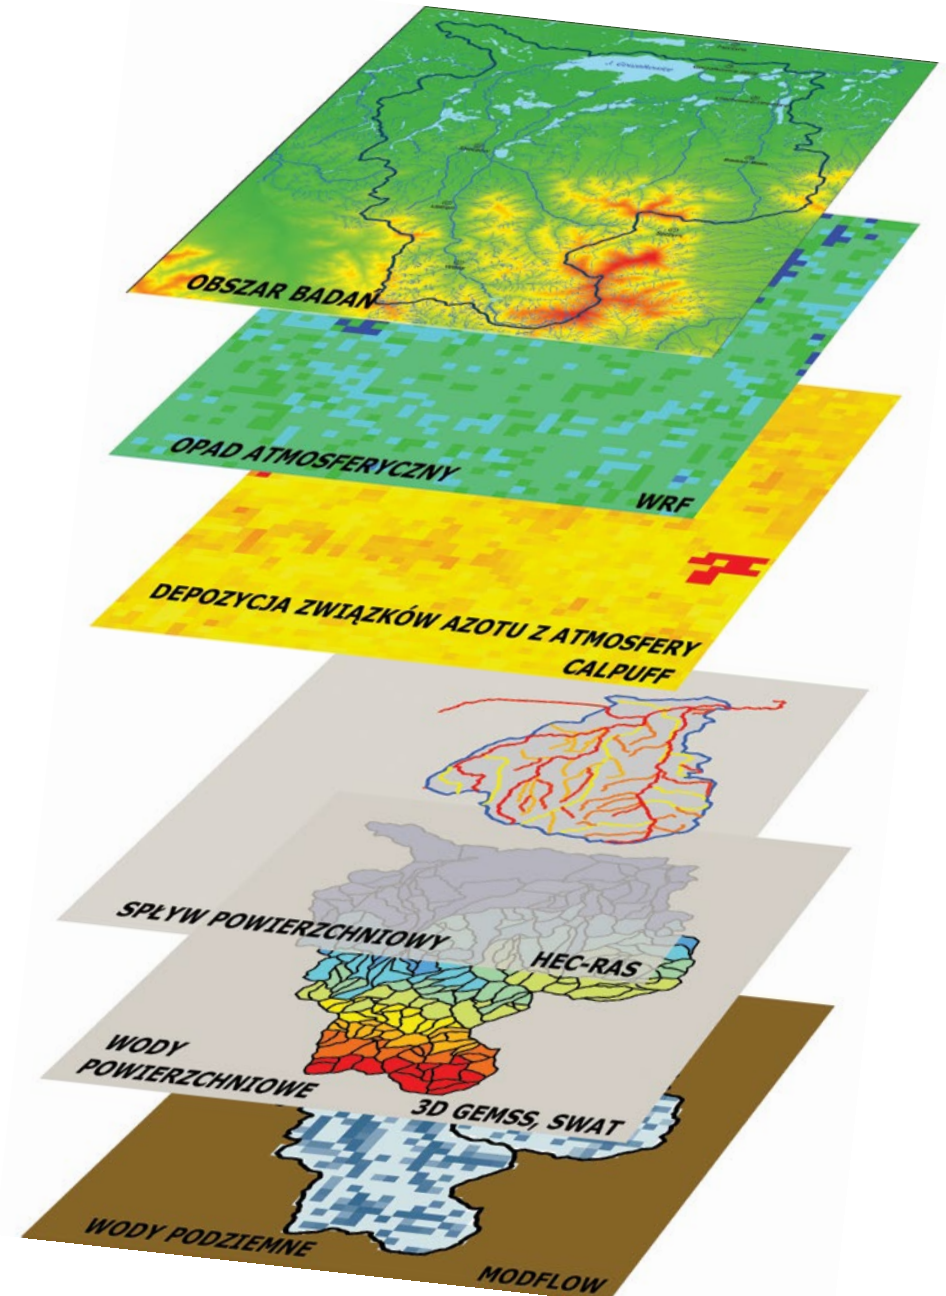 J. Goczałkowice
OBSZAR BADAŃ
OPAD ATMOSFERYCZNY
WRF
DEPOZYCJA ZWIĄZKÓW AZOTU Z ATMOSFERY
CALPUFF
SPŁYW POWIERZCHNIOWY
HEC-RAS
WODY
POWIERZCHNIOWE
3D GEMSS, SWAT
WODY PODZIEMNE
MODFLOW